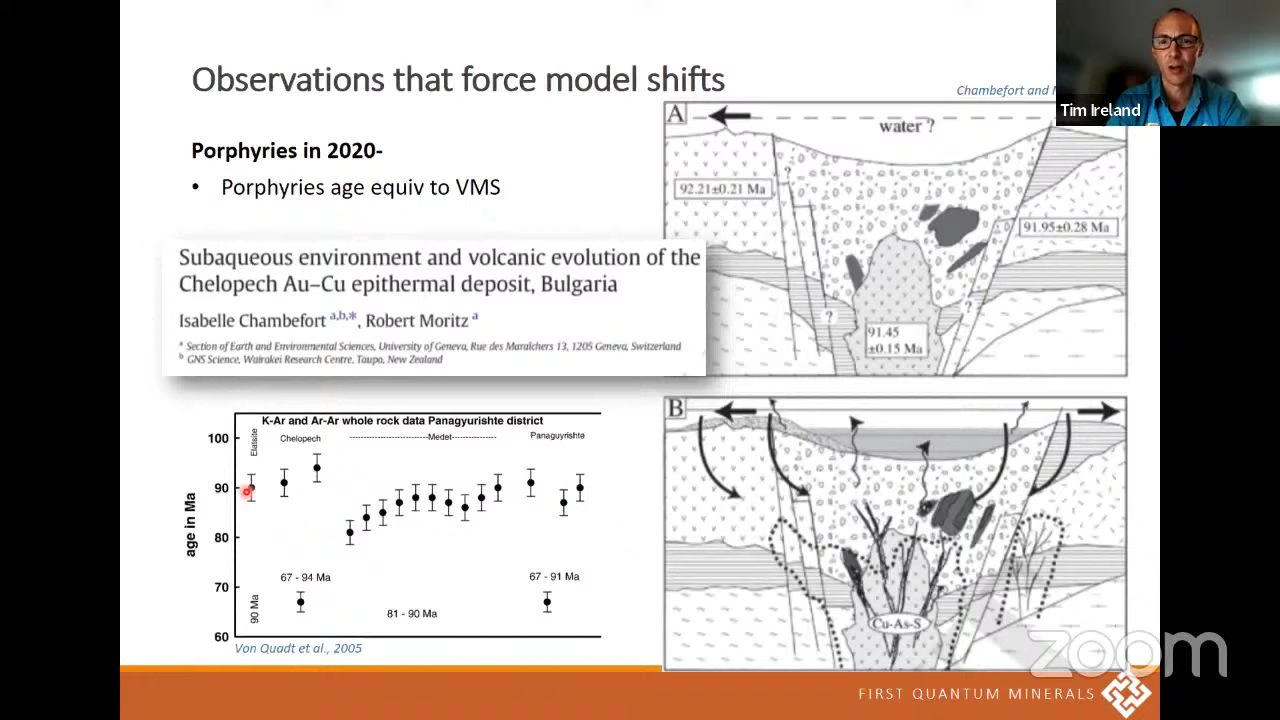 Observations that force model shifts
Porphyries in 2020-
• Porphyries age equiv to VMS
Subaqueous environment and volcanic evolution of the
Chelopech Au–Cu epithermal deposit, Bulgaria
Isabelle Chambefort a,b,*, Robert Moritz a
a Section of Earth and Environmental Sciences, University of Geneva, Rue des Maraîchers 13, 1205 Geneva, Switzerland
b GNS Science, Wairakei Research Centre, Taupo, New Zealand
K-Ar and Ar-Ar whole rock data Panagyurishte district
Chelopech
Medet
Panaguyrishte
age in Ma
100
90
80
70
60
67 - 94 Ma
90 Ma
81 - 90 Ma
67 - 91 Ma
Von Quadt et al., 2005
Chambefort and
Tim Ireland
A
water ?
92.21±0.21 Ma
?
91.95±0.28 Ma
?
?
91.45
±0.15 Ma
B
Cu-As-S
zoom
FIRST QUANTUM MINERALS